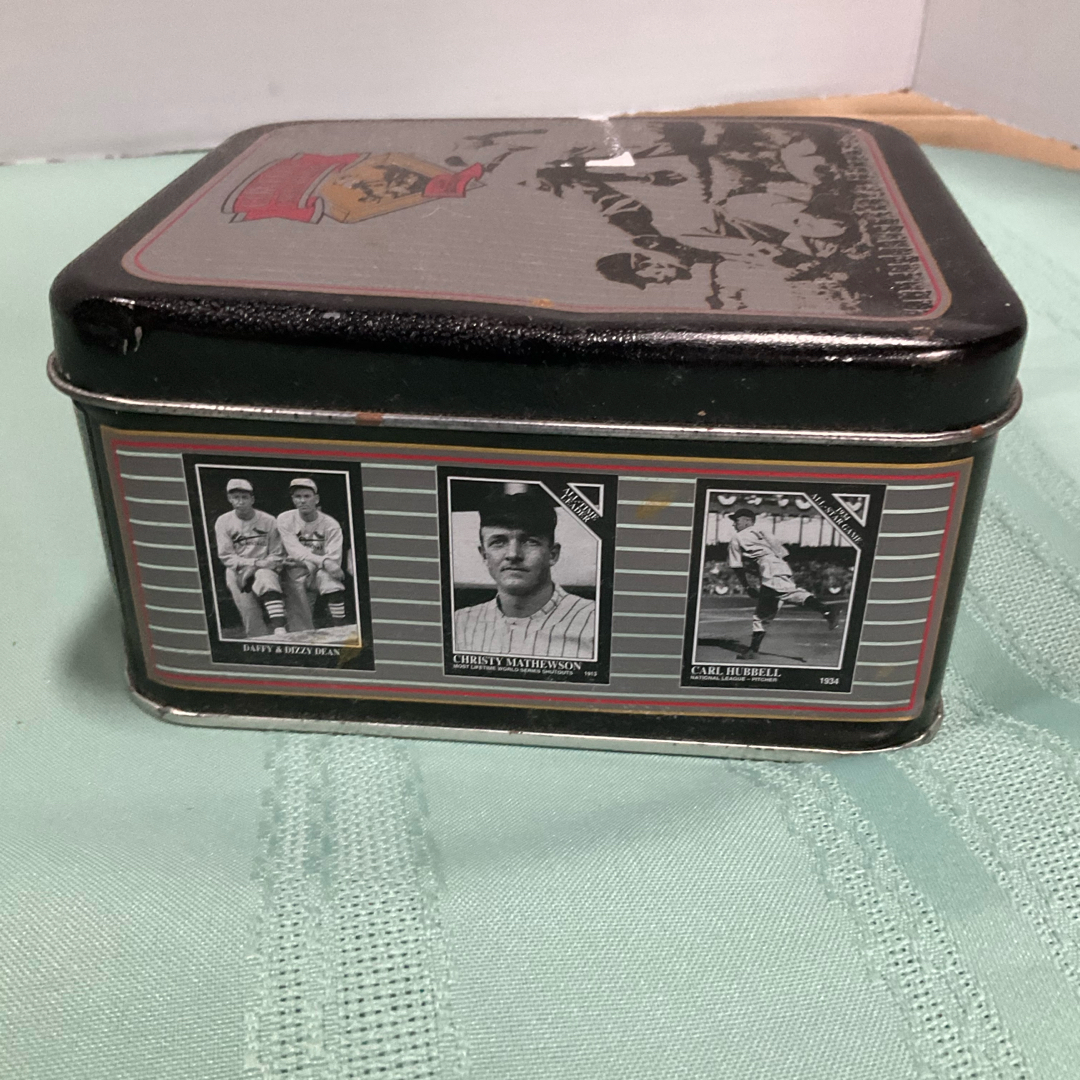 DAFFY & DIZZY DEAN
ALL-TIME
LEADER
CHRISTY MATHEWSON
MOST LIFETIME WORLD SERIES SHUTOUTS 1913
1934
ALL-STAR GAME
CARL HUBBELL
NATIONAL LEAGUE – PITCHER 1934